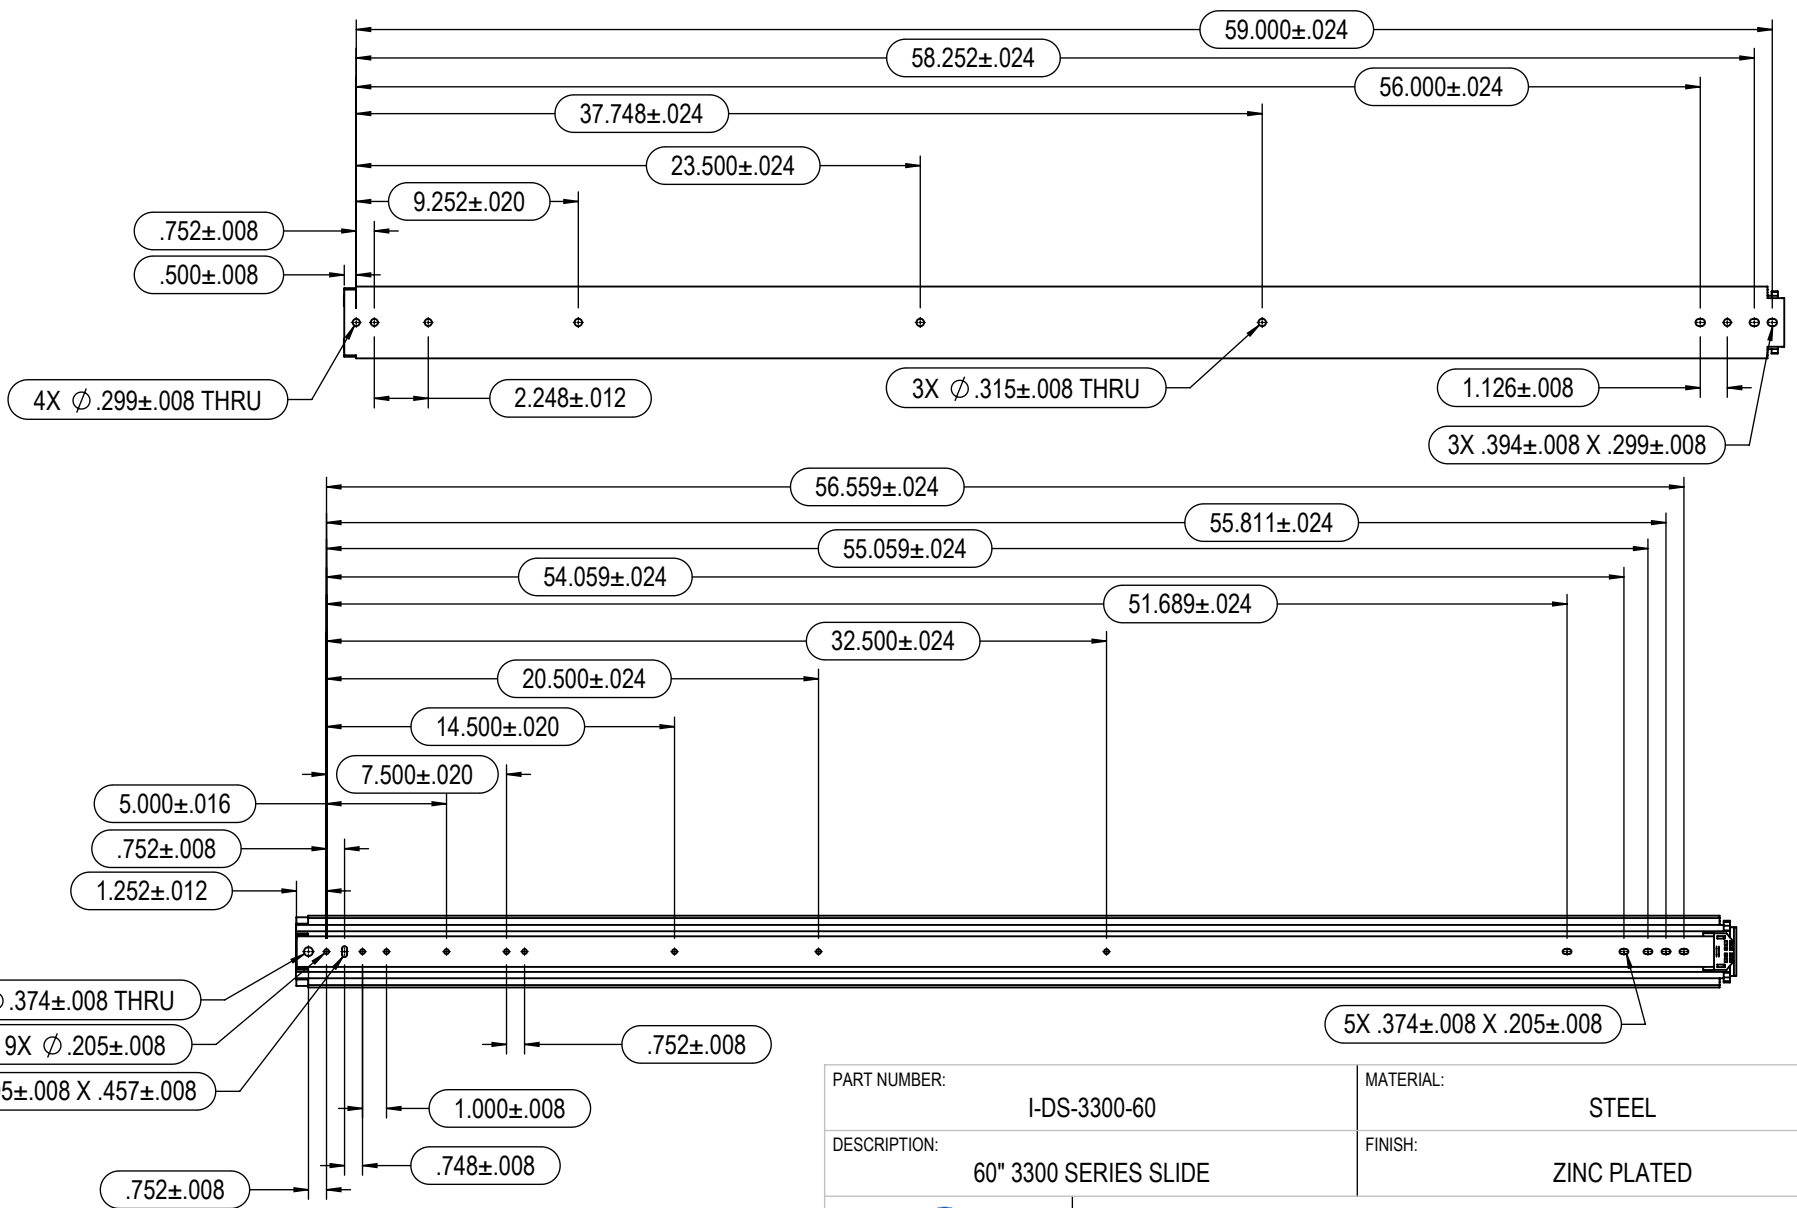 59.000±.024
58.252±.024
56.000±.024
37.748±.024
23.500±.024
9.252±.020
.752±.008
.500±.008
4X ∅ .299±.008 THRU
2.248±.012
3X ∅ .315±.008 THRU
1.126±.008
3X .394±.008 X .299±.008
56.559±.024
55.811±.024
55.059±.024
54.059±.024
51.689±.024
32.500±.024
20.500±.024
14.500±.020
7.500±.020
5.000±.016
.752±.008
1.252±.012
.374±.008 THRU
9X ∅ .205±.008
5±.008 X .457±.008
.752±.008
5X .374±.008 X .205±.008
1.000±.008
.748±.008
.752±.008
PART NUMBER:
I-DS-3300-60
MATERIAL:
STEEL
DESCRIPTION:
60" 3300 SERIES SLIDE
FINISH:
ZINC PLATED